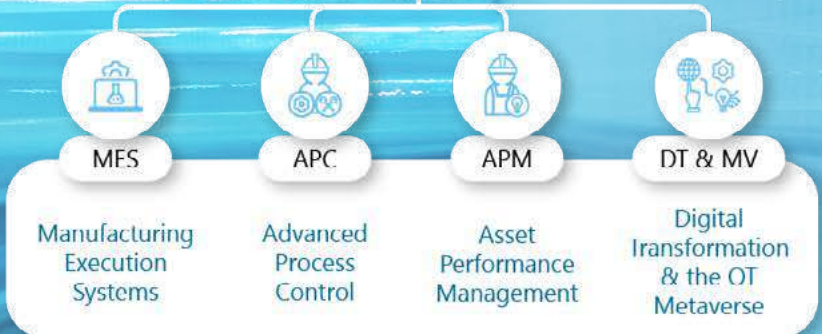 MES
APC
APM
DT & MV
Manufacturing
Execution
Systems
Advanced
Process
Control
Asset
Performance
Management
Digital
Transformation
& the OT
Metaverse